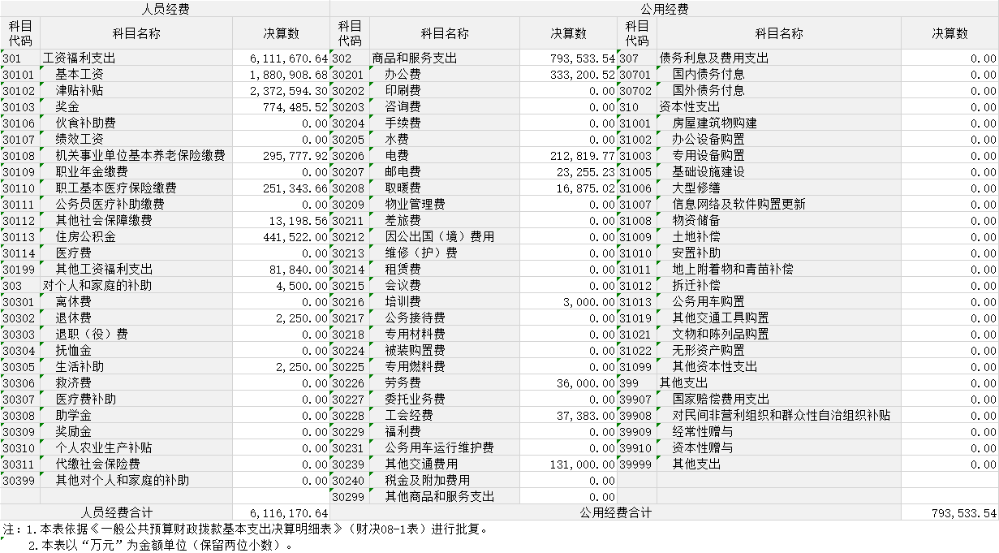 人员经费 公用经费
科目代码 科目名称 决算数 科目代码 科目名称 决算数 科目代码 科目名称 决算数
301 工资福利支出 6,111,670.64 302 商品和服务支出 793,533.54 307 债务利息及费用支出 0.00
30101 基本工资 1,880,908.68 30201 办公费 333,200.52 30701 国内债务付息 0.00
30102 津贴补贴 2,372,594.30 30202 印刷费 0.00 30702 国外债务付息 0.00
30103 奖金 774,485.52 30203 咨询费 0.00 310 资本性支出 0.00
30106 伙食补助费 0.00 30204 手续费 0.00 31001 房屋建筑物购建 0.00
30107 绩效工资 0.00 30205 水费 0.00 31002 办公设备购置 0.00
30108 机关事业单位基本养老保险缴费 295,777.92 30206 电费 212,819.77 31003 专用设备购置 0.00
30109 职业年金缴费 0.00 30207 邮电费 23,255.23 31005 基础设施建设 0.00
30110 职工基本医疗保险缴费 251,343.66 30208 取暖费 16,875.02 31006 大型修缮 0.00
30111 公务员医疗补助缴费 0.00 30209 物业管理费 0.00 31007 信息网络及软件购置更新 0.00
30112 其他社会保障缴费 13,198.56 30211 差旅费 0.00 31008 物资储备 0.00
30113 住房公积金 441,522.00 30212 因公出国（境）费用 0.00 31009 土地补偿 0.00
30114 医疗费 0.00 30213 维修（护）费 0.00 31010 安置补助 0.00
30199 其他工资福利支出 81,840.00 30214 租赁费 0.00 31011 地上附着物和青苗补偿 0.00
303 对个人和家庭的补助 4,500.00 30215 会议费 0.00 31012 拆迁补偿 0.00
30301 离休费 0.00 30216 培训费 3,000.00 31013 公务用车购置 0.00
30302 退休费 2,250.00 30217 公务接待费 0.00 31019 其他交通工具购置 0.00
30303 退职（役）费 0.00 30218 专用材料费 0.00 31021 文物和陈列品购置 0.00
30304 抚恤金 0.00 30224 被装购置费 0.00 31022 无形资产购置 0.00
30305 生活补助 2,250.00 30225 专用燃料费 0.00 31099 其他资本性支出 0.00
30306 救济费 0.00 30226 劳务费 36,000.00 399 其他支出 0.00
30307 医疗费补助 0.00 30227 委托业务费 0.00 39907 国家赔偿费用支出 0.00
30308 助学金 0.00 30228 工会经费 37,383.00 39908 对民间非营利组织和群众性自治组织补贴 0.00
30309 奖励金 0.00 30229 福利费 0.00 39909 经常性赠与 0.00
30310 个人农业生产补贴 0.00 30231 公务用车运行维护费 0.00 39910 资本性赠与 0.00
30311 代缴社会保险费 0.00 30239 其他交通费用 131,000.00 39999 其他支出 0.00
30399 其他对个人和家庭的补助 0.00 30240 税金及附加费用 0.00
30299 其他商品和服务支出 0.00
人员经费合计 6,116,170.64 公用经费合计 793,533.54
注：1.本表依据《一般公共预算财政拨款基本支出决算明细表》（财决08-1表）进行批复。
2.本表以“万元”为金额单位（保留两位小数）。